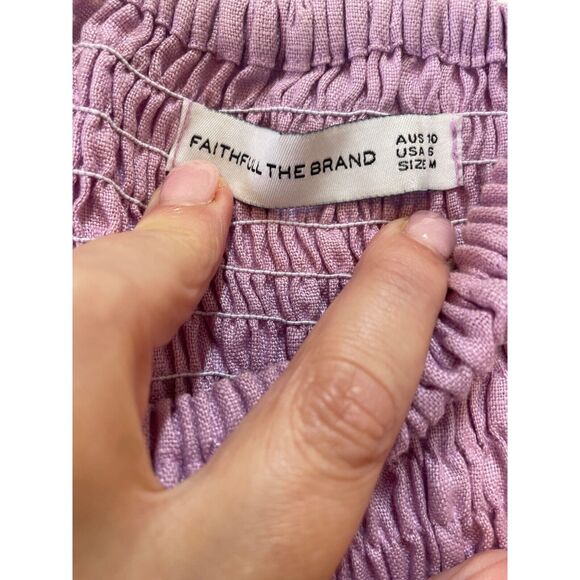 FAITHFULL THE BRAND
AUS 10
USA 6
SIZE M